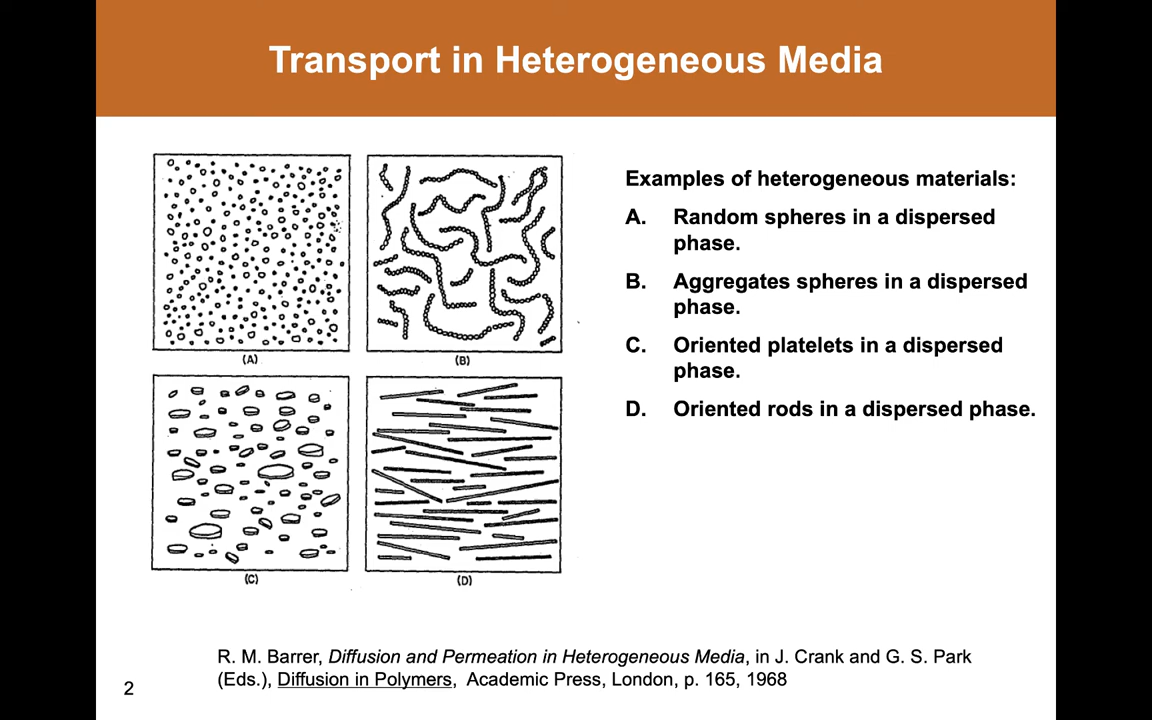 Transport in Heterogeneous Media
(A)
(B)
(C)
(D)
Examples of heterogeneous materials:
A. Random spheres in a dispersed
phase.
B. Aggregates spheres in a dispersed
phase.
C. Oriented platelets in a dispersed
phase.
D. Oriented rods in a dispersed phase.
R. M. Barrer, Diffusion and Permeation in Heterogeneous Media, in J. Crank and G. S. Park
(Eds.), Diffusion in Polymers, Academic Press, London, p. 165, 1968
2